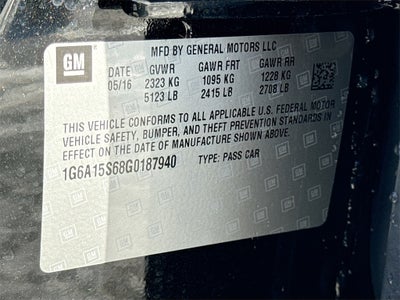 GM
MFD BY GENERAL MOTORS LLC
DATE GVWR GAWR FRT GAWR RR
05/16 2323 KG 1095 KG 1228 KG
5123 LB 2415 LB 2708 LB
THIS VEHICLE CONFORMS TO ALL APPLICABLE U.S. FEDERAL MOTOR
VEHICLE SAFETY, BUMPER, AND THEFT PREVENTION STANDARDS IN
EFFECT ON THE DATE OF MANUFACTURE SHOWN ABOVE.
1G6A15S68G0187940 TYPE: PASS CAR